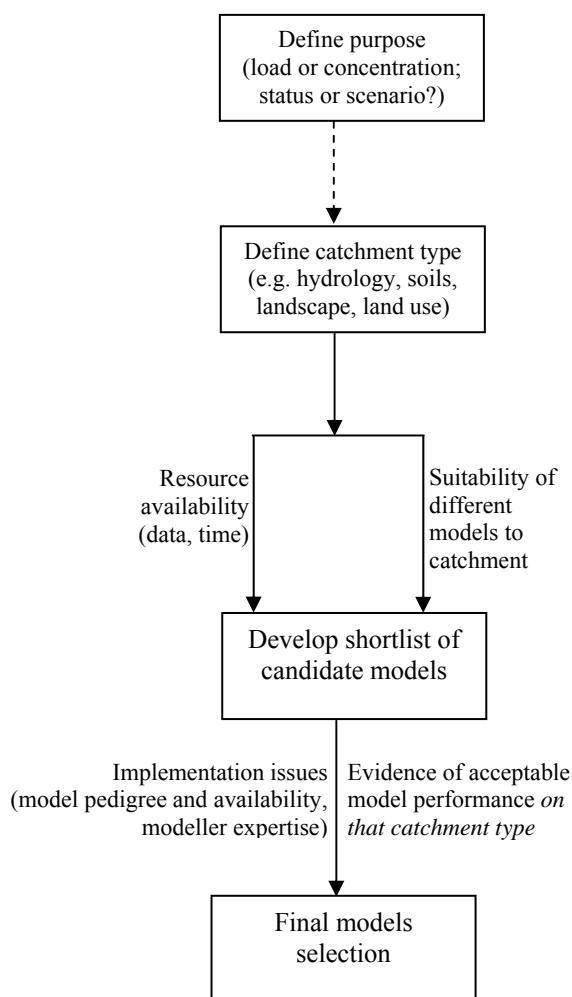 Define purpose
(load or concentration;
status or scenario?)
Define catchment type
(e.g. hydrology, soils,
landscape, land use)
Resource
availability
(data, time)
Suitability of
different
models to
catchment
Develop shortlist of
candidate models
Implementation issues
(model pedigree and availability,
modeller expertise)
Evidence of acceptable
model performance on
that catchment type
Final models
selection